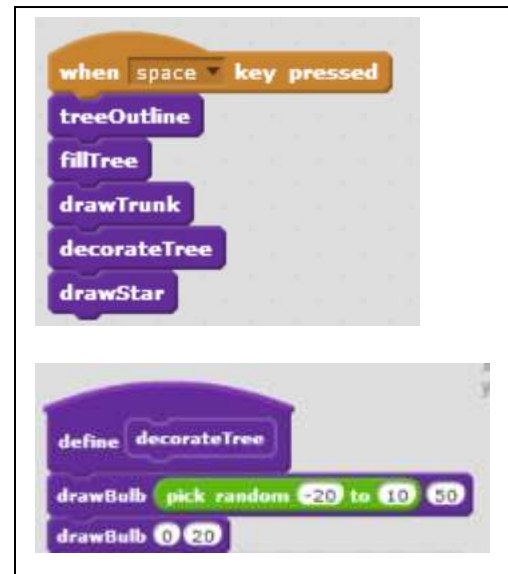 when space key pressed
treeOutline
fillTree
drawTrunk
decorateTree
drawStar
define decorateTree
drawBulb pick random -20 to 10 50
drawBulb 0 20